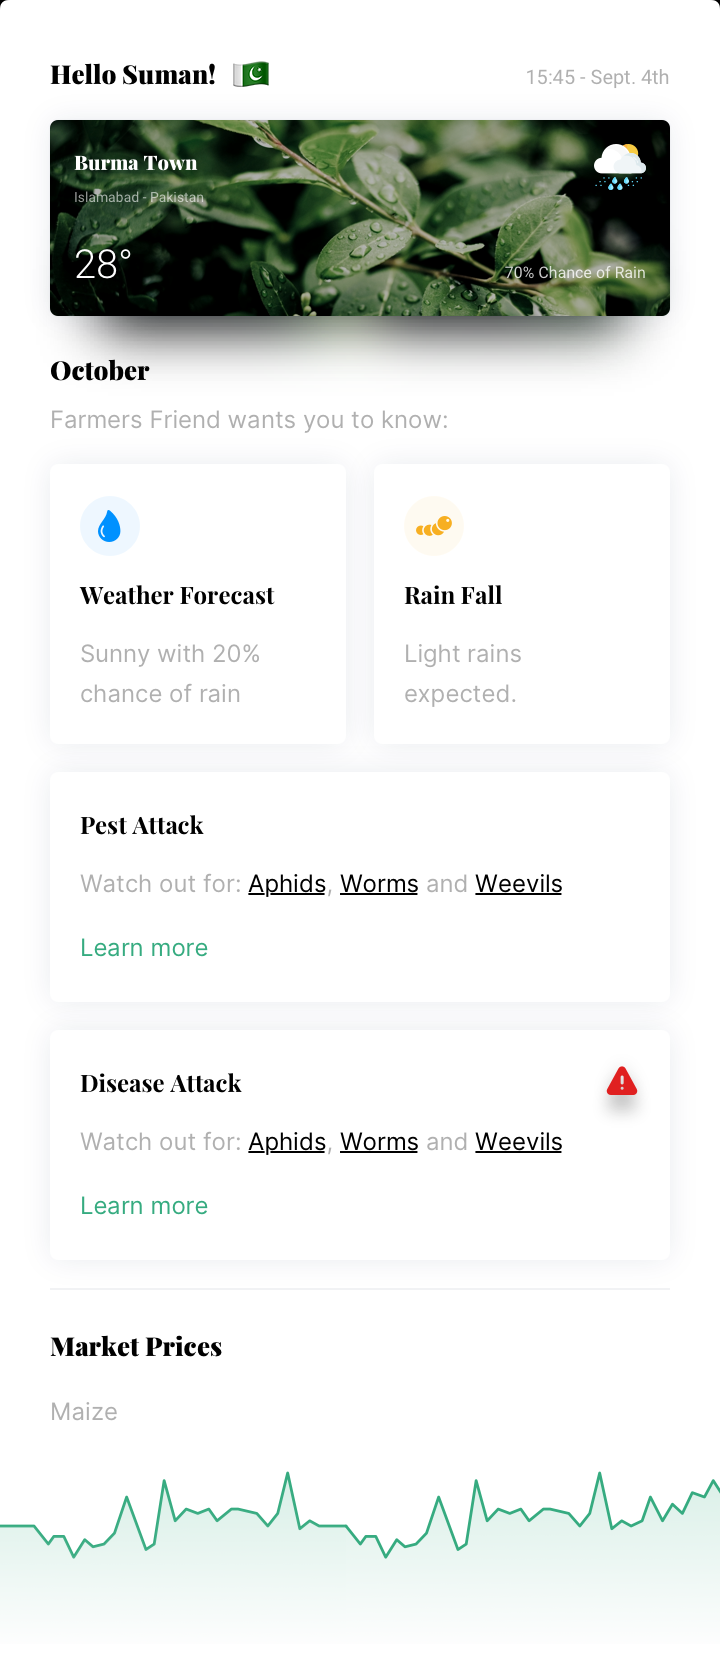 Hello Suman!
15:45 - Sept. 4th
Burma Town
Islamabad - Pakistan
28°
70% Chance of Rain
October
Farmers Friend wants you to know:
Weather Forecast
Sunny with 20%
chance of rain
Rain Fall
Light rains
expected.
Pest Attack
Watch out for: Aphids, Worms and Weevils
Learn more
Disease Attack
Watch out for: Aphids, Worms and Weevils
Learn more
Market Prices
Maize